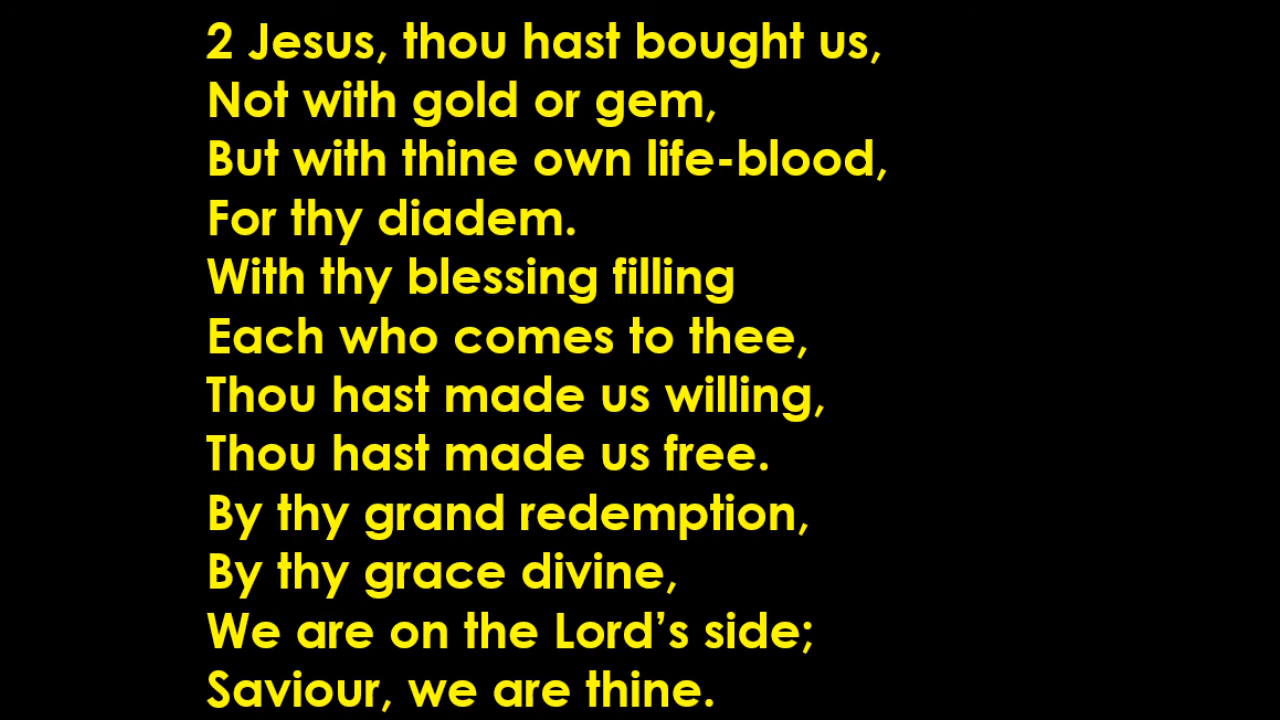 2 Jesus, thou hast bought us,
Not with gold or gem,
But with thine own life-blood,
For thy diadem.
With thy blessing filling
Each who comes to thee,
Thou hast made us willing,
Thou hast made us free.
By thy grand redemption,
By thy grace divine,
We are on the Lord’s side;
Saviour, we are thine.